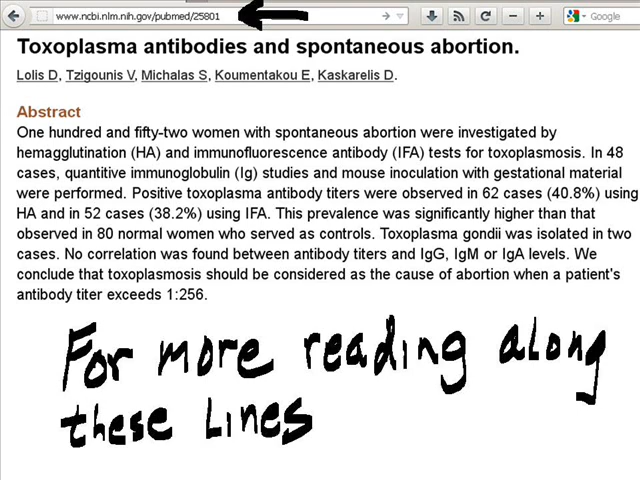 www.ncbi.nlm.nih.gov/pubmed/25801
Google
Toxoplasma antibodies and spontaneous abortion.
Lolis D, Tzigounis V, Michalas S, Koumentakou E, Kaskarelis D.
Abstract
One hundred and fifty-two women with spontaneous abortion were investigated by
hemagglutination (HA) and immunofluorescence antibody (IFA) tests for toxoplasmosis. In 48
cases, quantitive immunoglobulin (Ig) studies and mouse inoculation with gestational material
were performed. Positive toxoplasma antibody titers were observed in 62 cases (40.8%) using
HA and in 52 cases (38.2%) using IFA. This prevalence was significantly higher than that
observed in 80 normal women who served as controls. Toxoplasma gondii was isolated in two
cases. No correlation was found between antibody titers and IgG, IgM or IgA levels. We
conclude that toxoplasmosis should be considered as the cause of abortion when a patient's
antibody titer exceeds 1:256.
For more reading along
these Lines